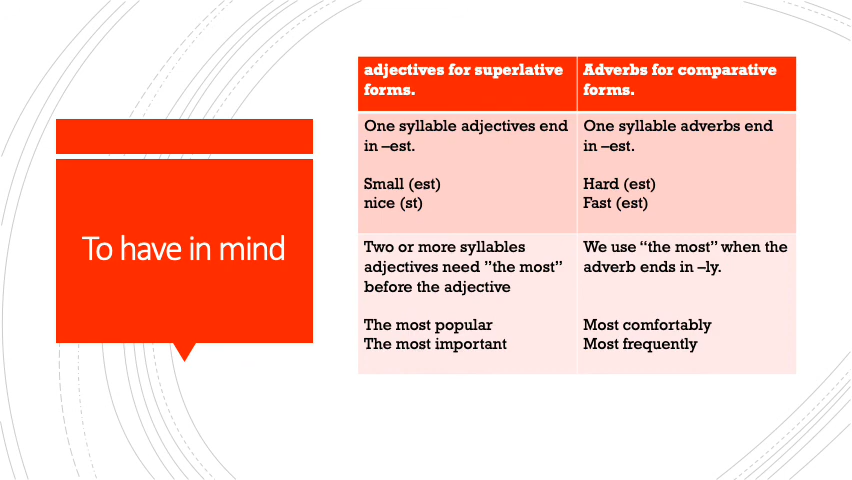 To have in mind
adjectives for superlative
forms.
Adverbs for comparative
forms.
One syllable adjectives end
in –est.
Small (est)
nice (st)
One syllable adverbs end
in –est.
Hard (est)
Fast (est)
Two or more syllables
adjectives need ”the most”
before the adjective
The most popular
The most important
We use “the most” when the
adverb ends in –ly.
Most comfortably
Most frequently